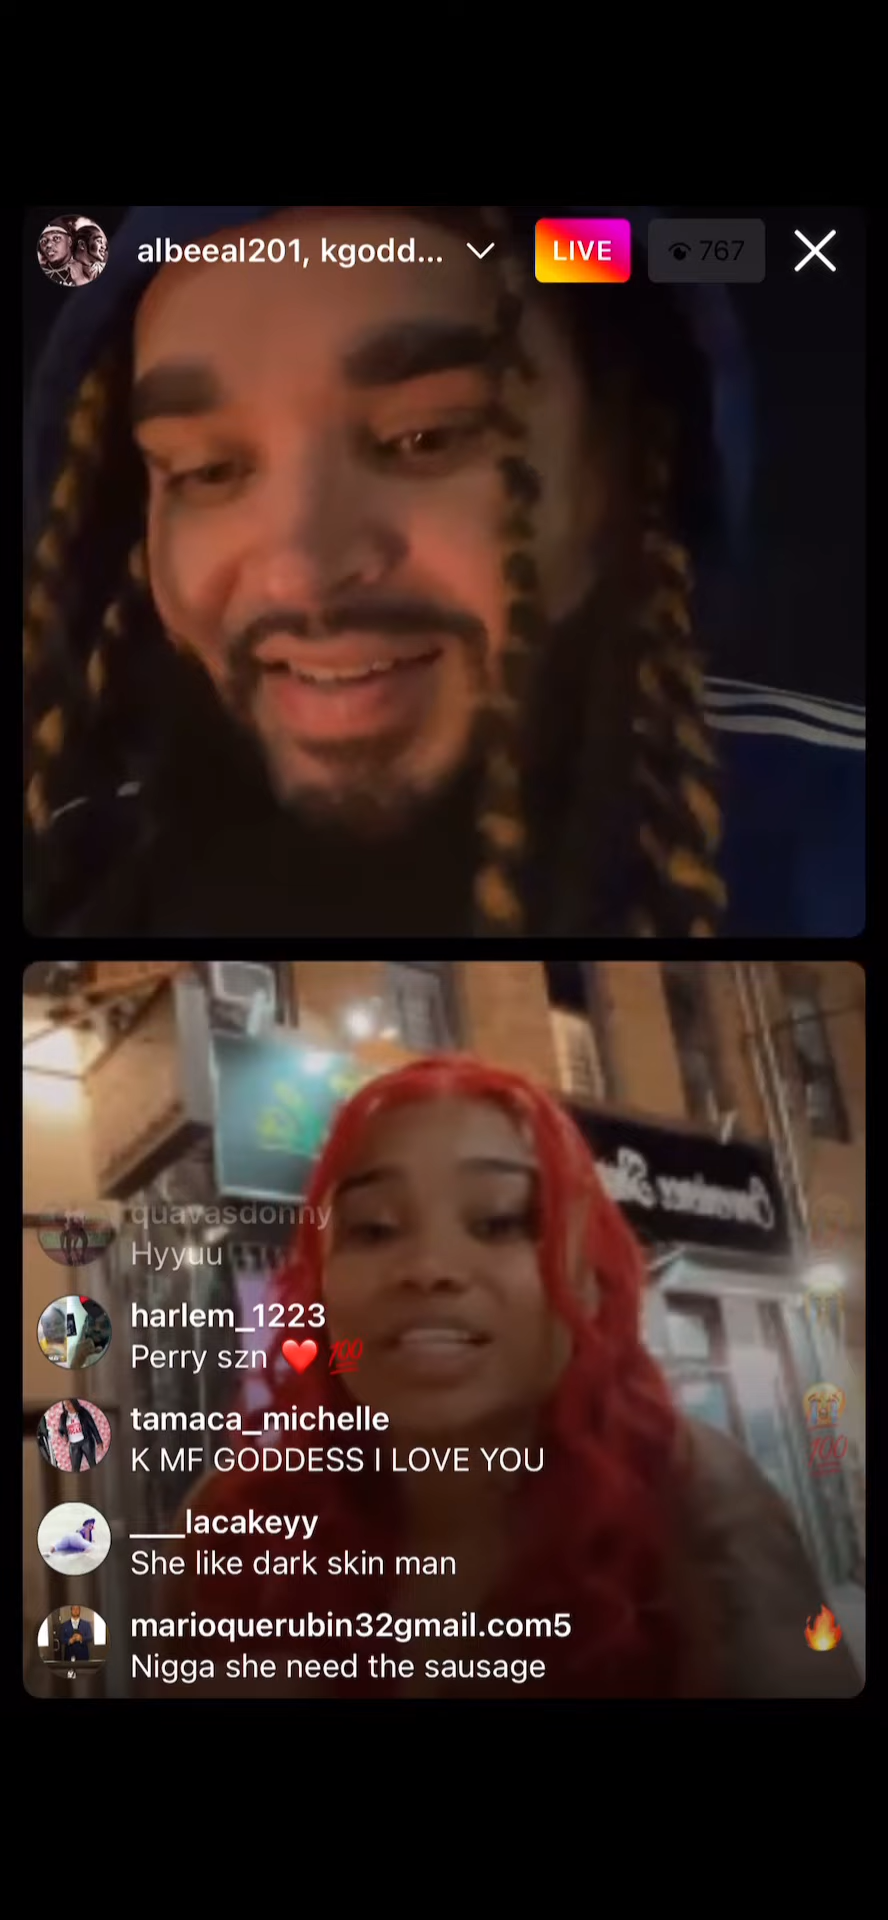 albeeal201, kgodd...
LIVE
767
quavasdonny
Hyyuu
harlem_1223
Perry szn ❤️ 💯
tamaca_michelle
K MF GODDESS I LOVE YOU
___lacakeyy
She like dark skin man
marioquerubin32gmail.com5
Nigga she need the sausage